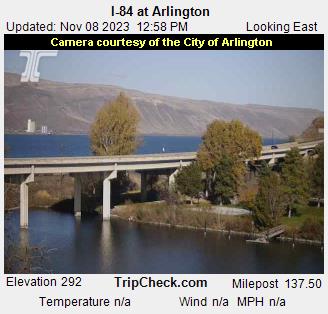 I-84 at Arlington
Updated: Nov 08 2023 12:58 PM Looking East
Camera courtesy of the City of Arlington
Elevation 292 TripCheck.com Milepost 137.50
Temperature n/a Wind n/a MPH n/a